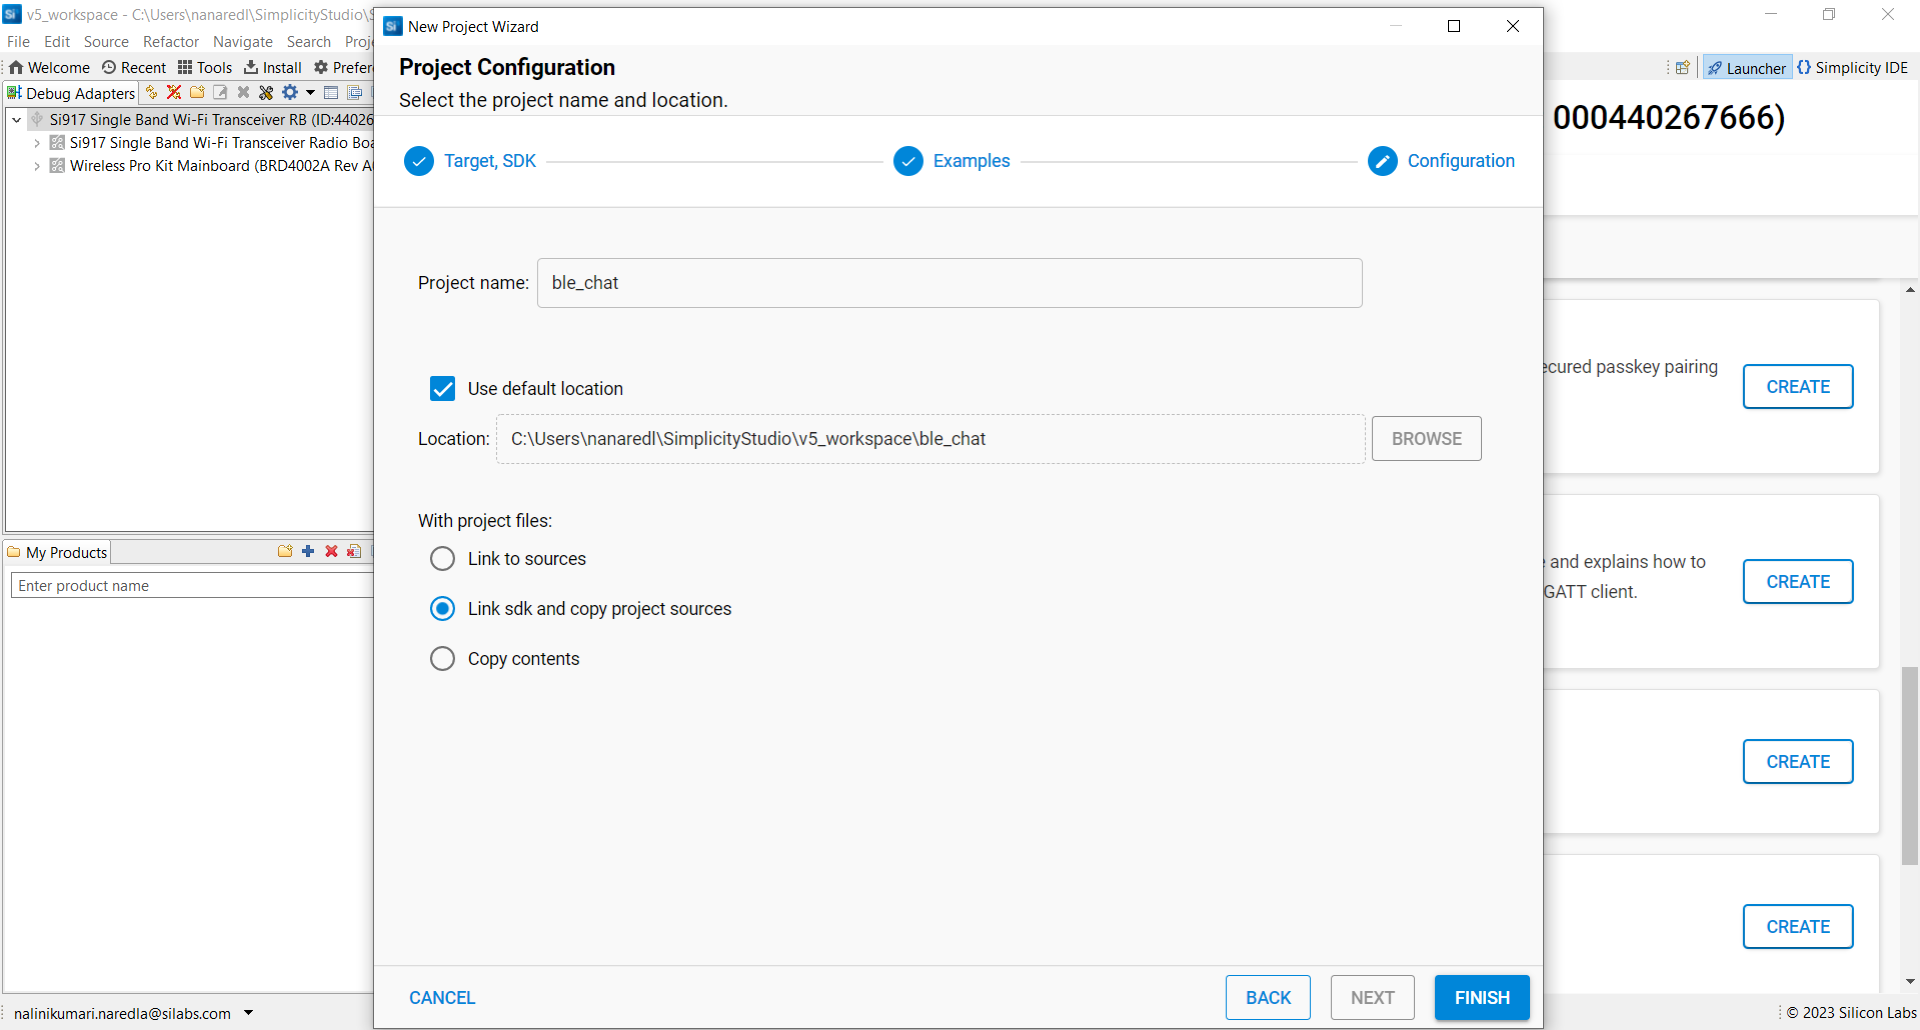 v5_workspace - C:\Users\nanaredl\SimplicityStudio\
File Edit Source Refactor Navigate Search
Welcome Recent Tools Install
Debug Adapters
Si917 Single Band Wi-Fi Transceiver RB (ID:44026
Si917 Single Band Wi-Fi Transceiver Radio
Wireless Pro Kit Mainboard (BRD4002A Rev
My Products
Enter product name
nalinikumari.naredla@silabs.com
New Project Wizard
Project Configuration
Select the project name and location.
Target, SDK
Examples
Configuration
Project name: ble_chat
Use default location
Location: C:\Users\nanaredl\SimplicityStudio\v5_workspace\ble_chat
BROWSE
With project files:
Link to sources
Link sdk and copy project sources
Copy contents
CANCEL
BACK
NEXT
FINISH
Launcher
Simplicity IDE
000440267666)
ecured passkey pairing
CREATE
and explains how to
GATT client.
CREATE
CREATE
CREATE
© 2023 Silicon Labs